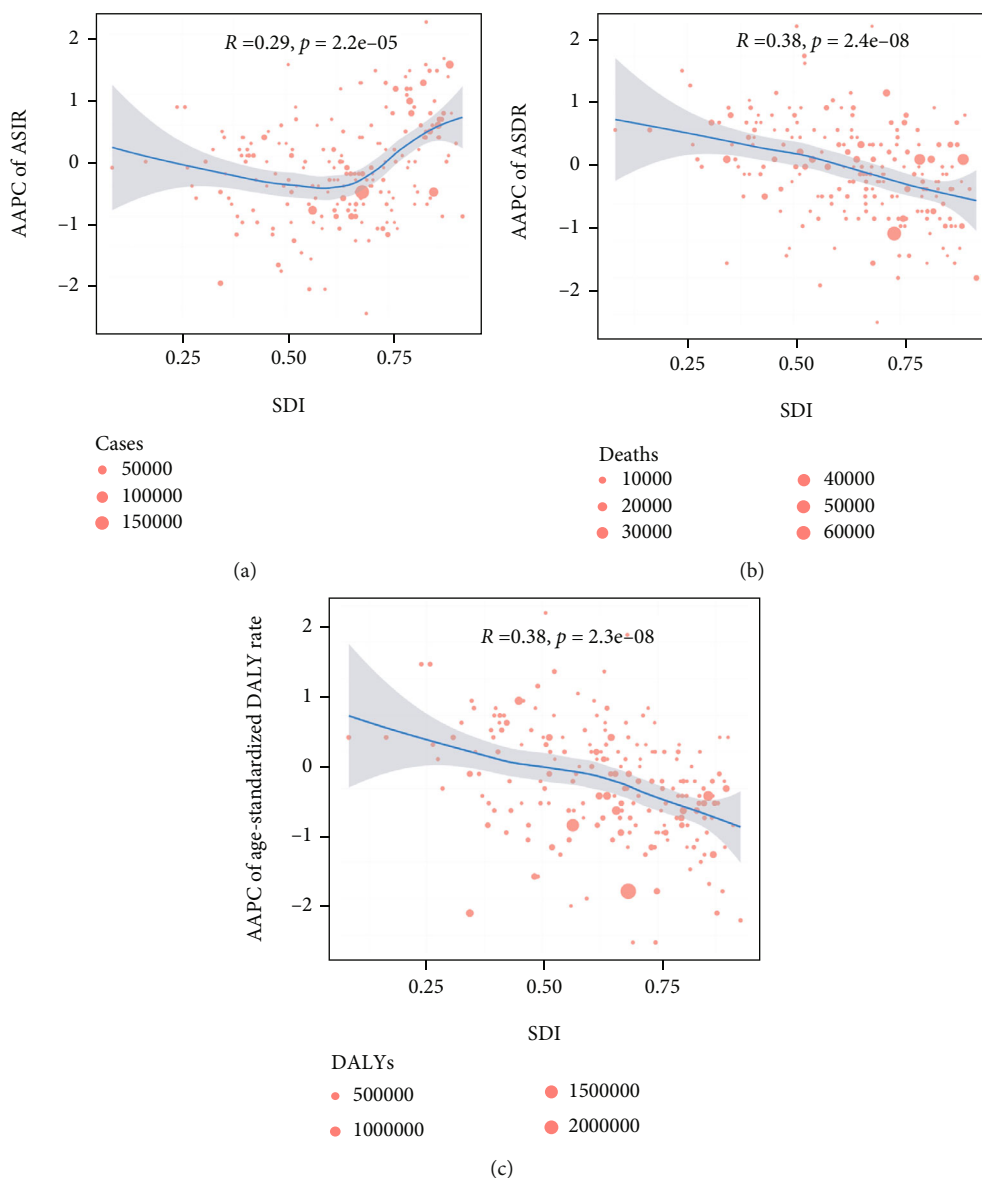 R =0.29, p = 2.2e–05
AAPC of ASIR
2
1
0
–1
–2
0.25 0.50 0.75
SDI
Cases
50000
100000
150000
(a)
R =0.38, p = 2.4e–08
AAPC of ASDR
2
1
0
–1
–2
0.25 0.50 0.75
SDI
Deaths
10000 40000
20000 50000
30000 60000
(b)
R =0.38, p = 2.3e–08
AAPC of age-standardized DALY rate
2
1
0
–1
–2
0.25 0.50 0.75
SDI
DALYs
500000 1500000
1000000 2000000
(c)